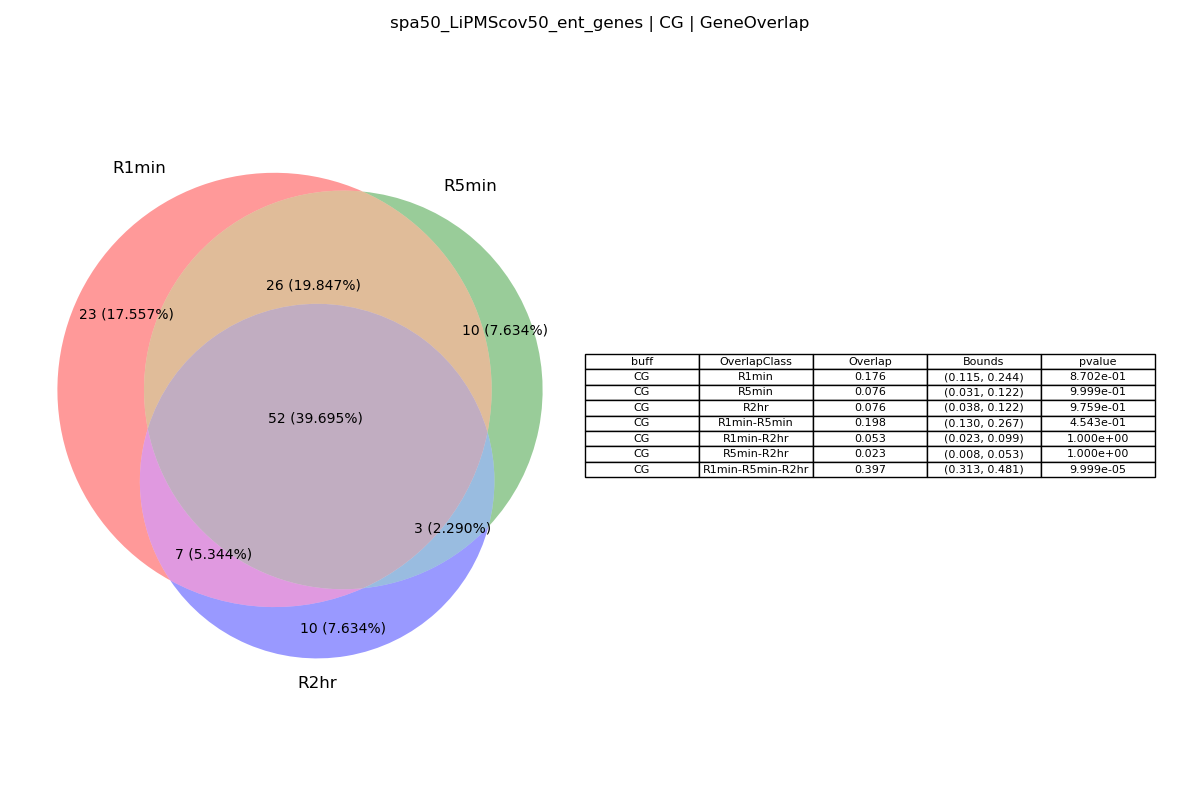 spa50_LiPMScov50_ent_genes | CG | GeneOverlap
R1min
R5min
26 (19.847%)
23 (17.557%)
10 (7.634%)
52 (39.695%)
3 (2.290%)
7 (5.344%)
10 (7.634%)
R2hr
buff OverlapClass Overlap Bounds pvalue
CG R1min 0.176 (0.115, 0.244) 8.702e-01
CG R5min 0.076 (0.031, 0.122) 9.999e-01
CG R2hr 0.076 (0.038, 0.122) 9.759e-01
CG R1min-R5min 0.198 (0.130, 0.267) 4.543e-01
CG R1min-R2hr 0.053 (0.023, 0.099) 1.000e+00
CG R5min-R2hr 0.023 (0.008, 0.053) 1.000e+00
CG R1min-R5min-R2hr 0.397 (0.313, 0.481) 9.999e-05